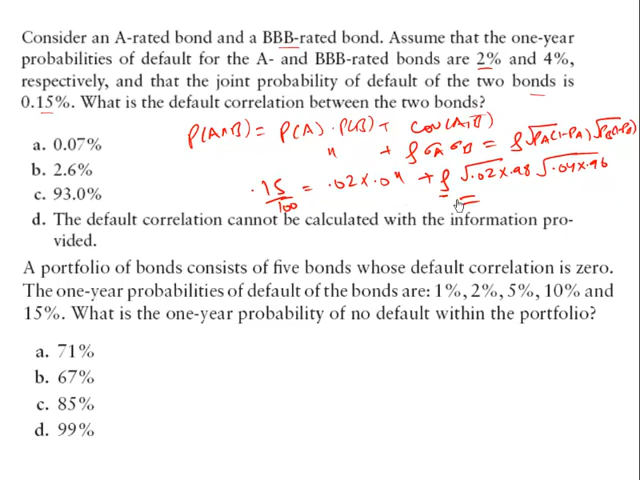 Consider an A-rated bond and a BBB-rated bond. Assume that the one-year
probabilities of default for the A- and BBB-rated bonds are 2% and 4%,
respectively, and that the joint probability of default of the two bonds is
0.15%. What is the default correlation between the two bonds?
P(A∩B) = P(A) · P(B) + COV(A,B)
a. 0.07%
" + ρ σA σB = ρ √PA(1-PA) √PB(1-PB)
b. 2.6%
.15/100 = .02 × .04 + ρ √.02×.98 √.04×.96
c. 93.0%
=
d. The default correlation cannot be calculated with the information pro-
vided.
A portfolio of bonds consists of five bonds whose default correlation is zero.
The one-year probabilities of default of the bonds are: 1%, 2%, 5%, 10% and
15%. What is the one-year probability of no default within the portfolio?
a. 71%
b. 67%
c. 85%
d. 99%